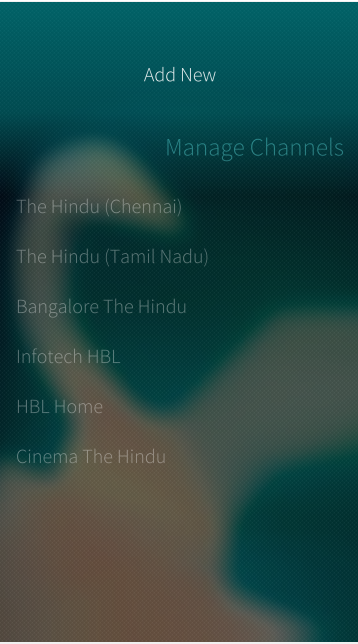 Add New
Manage Channels
The Hindu (Chennai)
The Hindu (Tamil Nadu)
Bangalore The Hindu
Infotech HBL
HBL Home
Cinema The Hindu